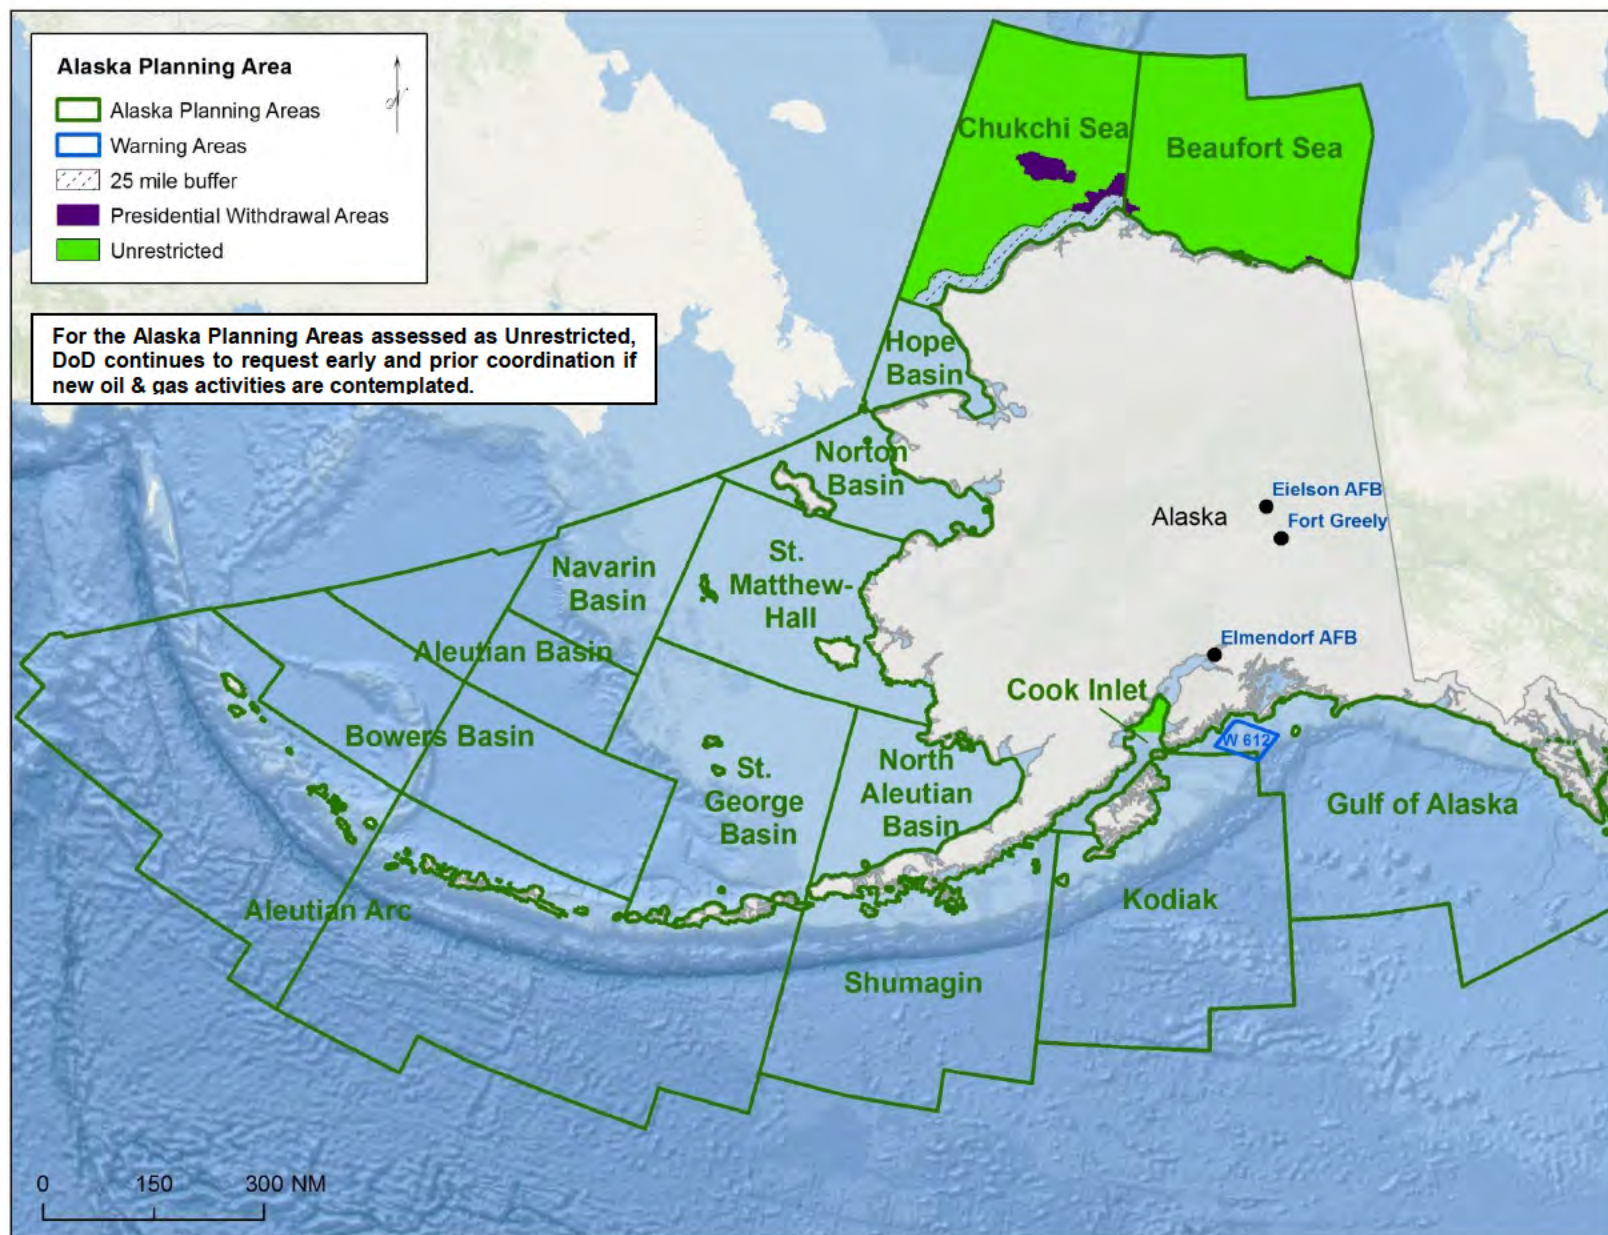 Alaska Planning Area
Alaska Planning Areas
Warning Areas
25 mile buffer
Presidential Withdrawal Areas
Unrestricted
N
For the Alaska Planning Areas assessed as Unrestricted,
DoD continues to request early and prior coordination if
new oil & gas activities are contemplated.
Chukchi Sea
Beaufort Sea
Hope
Basin
Norton
Basin
Eielson AFB
Alaska
Fort Greely
St.
Matthew-
Hall
Navarin
Basin
Aleutian Basin
Elmendorf AFB
Cook Inlet
Bowers Basin
W 612
St.
George
Basin
North
Aleutian
Basin
Gulf of Alaska
Kodiak
Aleutian Arc
Shumagin
0 150 300 NM